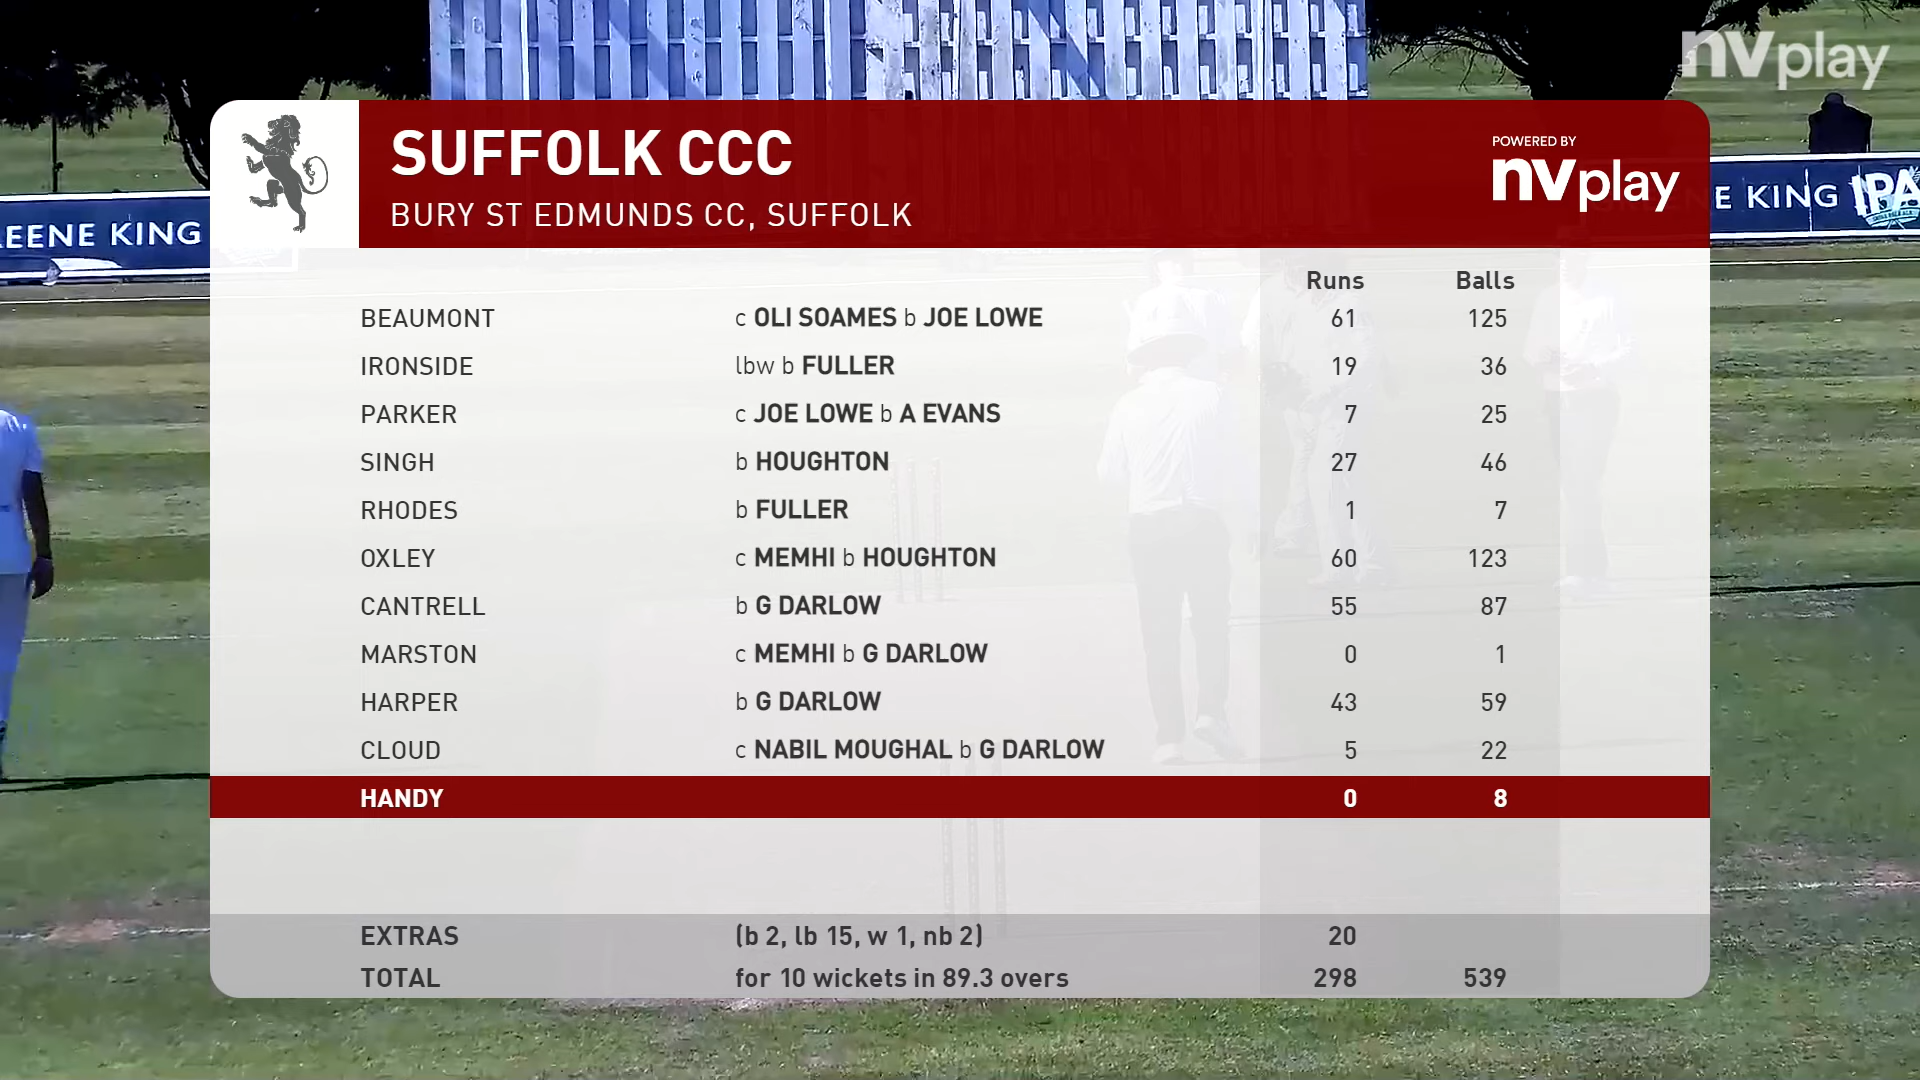 nvplay
SUFFOLK CCC
BURY ST EDMUNDS CC, SUFFOLK
POWERED BY
nvplay
EENE KING
E KING IPA
Runs Balls
BEAUMONT c OLI SOAMES b JOE LOWE 61 125
IRONSIDE lbw b FULLER 19 36
PARKER c JOE LOWE b A EVANS 7 25
SINGH b HOUGHTON 27 46
RHODES b FULLER 1 7
OXLEY c MEMHI b HOUGHTON 60 123
CANTRELL b G DARLOW 55 87
MARSTON c MEMHI b G DARLOW 0 1
HARPER b G DARLOW 43 59
CLOUD c NABIL MOUGHAL b G DARLOW 5 22
HANDY 0 8
EXTRAS (b 2, lb 15, w 1, nb 2) 20
TOTAL for 10 wickets in 89.3 overs 298 539